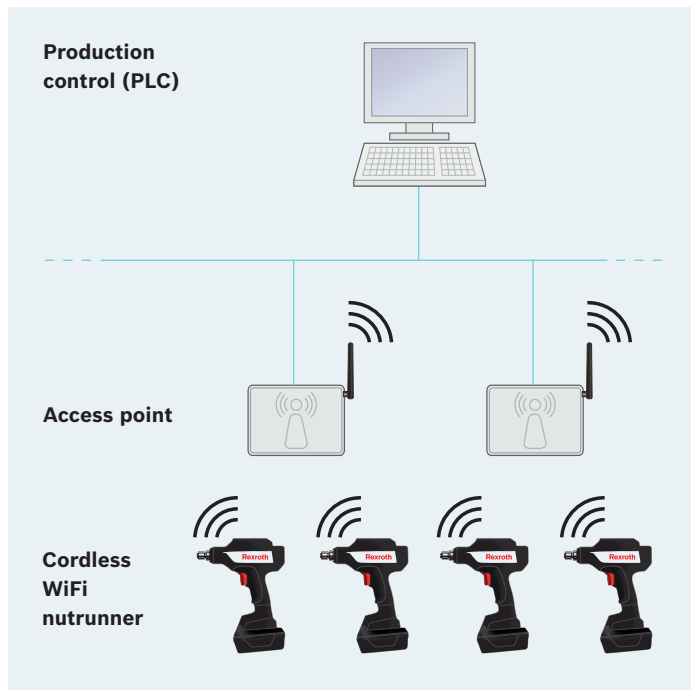 Production
control (PLC)
Access point
Rexroth
Rexroth
Rexroth
Rexroth
Cordless
WiFi
nutrunner